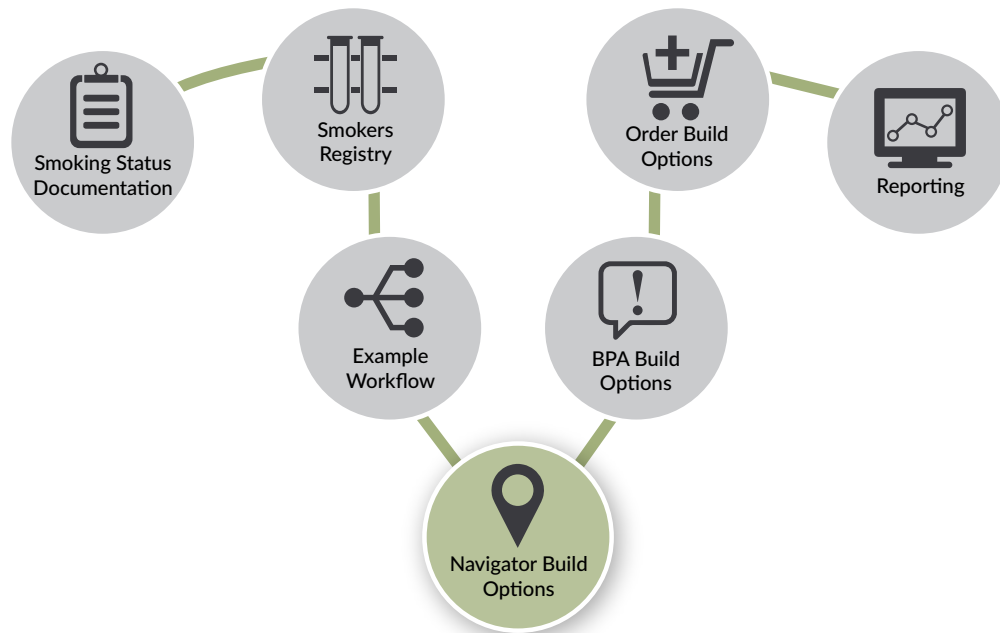 Smoking Status
Documentation
Smokers
Registry
Example
Workflow
Navigator Build
Options
BPA Build
Options
Order Build
Options
Reporting